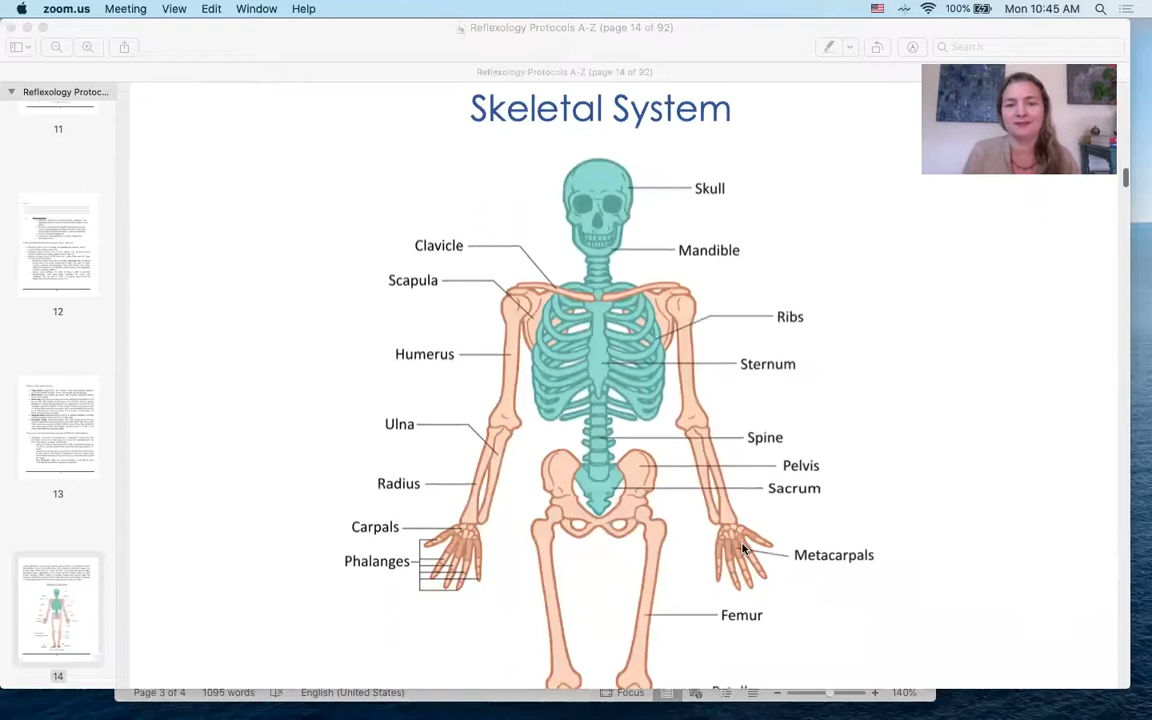 zoom.us Meeting View Edit Window Help 100% Mon 10:45 AM
Reflexology Protocols A-Z (page 14 of 92)
Search
Reflexology Protocols A-Z (page 14 of 92)
Reflexology Protoc...
11
12
13
14
Skeletal System
Skull
Clavicle
Mandible
Scapula
Ribs
Humerus
Sternum
Ulna
Spine
Pelvis
Radius
Sacrum
Carpals
Metacarpals
Phalanges
Femur
Page 3 of 4 1095 words English (United States) Focus 140%